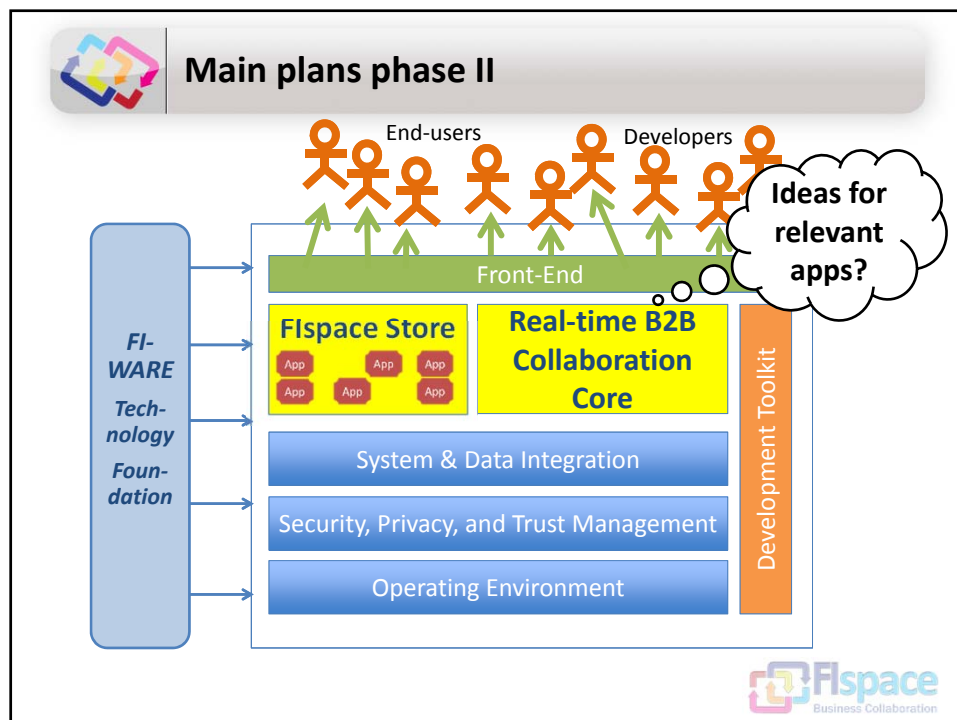 Main plans phase II
End-users
Developers
Ideas for
relevant
apps?
Front-End
FI-
WARE
Tech-
nology
Foun-
dation
FIspace Store
App
App
App
App
App
App
Real-time B2B
Collaboration
Core
System & Data Integration
Security, Privacy, and Trust Management
Operating Environment
Development Toolkit
FIspace
Business Collaboration